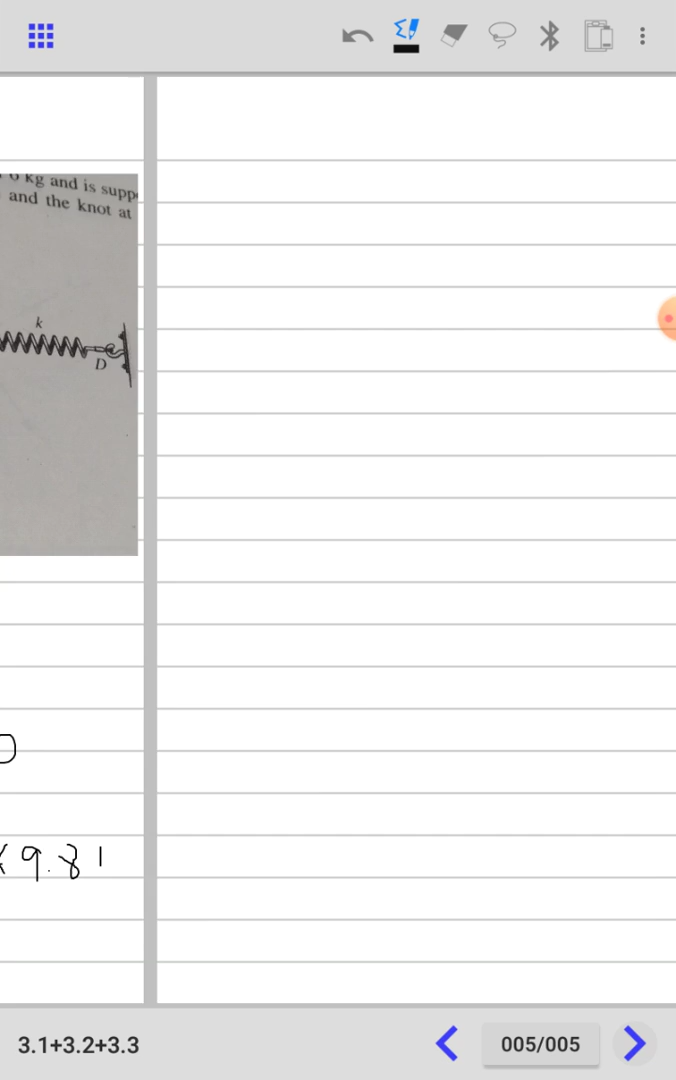 kg and is supp
and the knot at
k
D
9.81
3.1+3.2+3.3
005/005